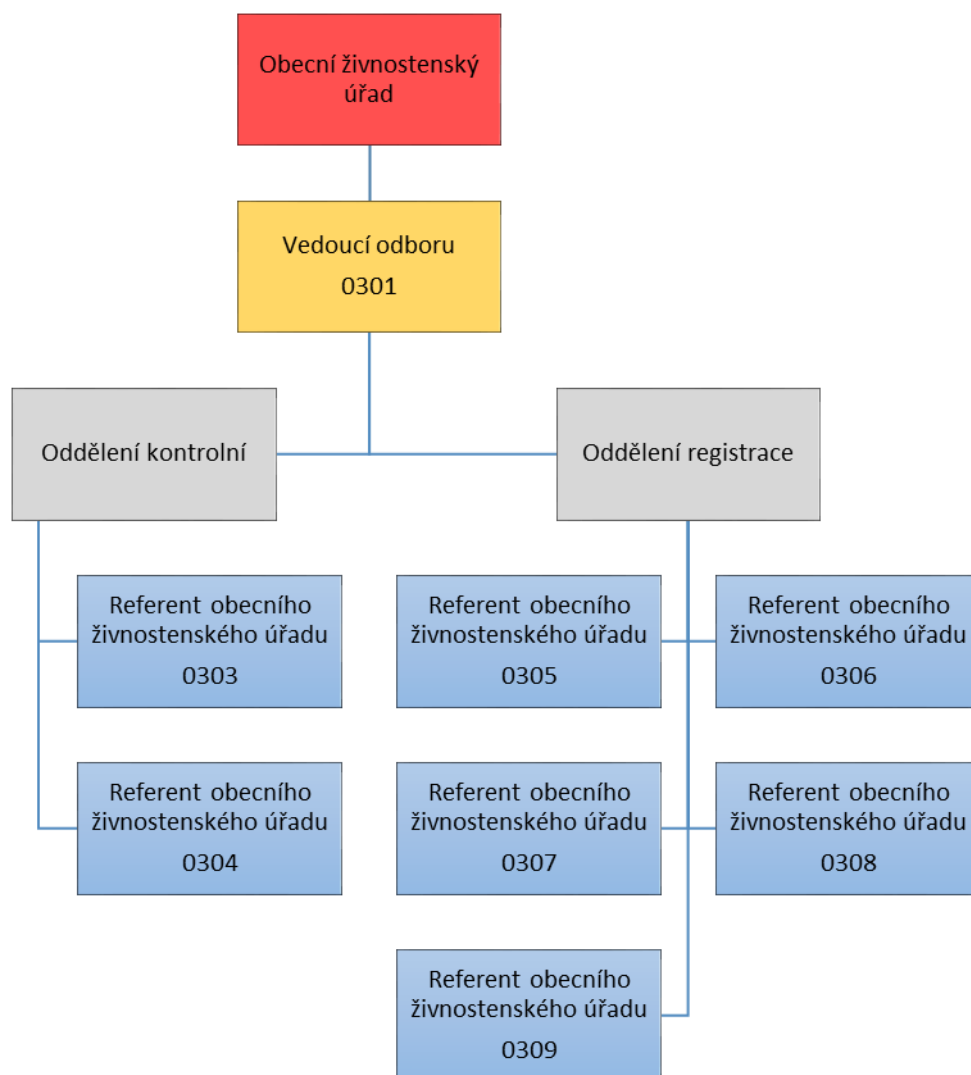 Obecní živnostenský
úřad
Vedoucí odboru
0301
Oddělení kontrolní
Oddělení registrace
Referent obecního
živnostenského úřadu
0303
Referent obecního
živnostenského úřadu
0305
Referent obecního
živnostenského úřadu
0306
Referent obecního
živnostenského úřadu
0304
Referent obecního
živnostenského úřadu
0307
Referent obecního
živnostenského úřadu
0308
Referent obecního
živnostenského úřadu
0309